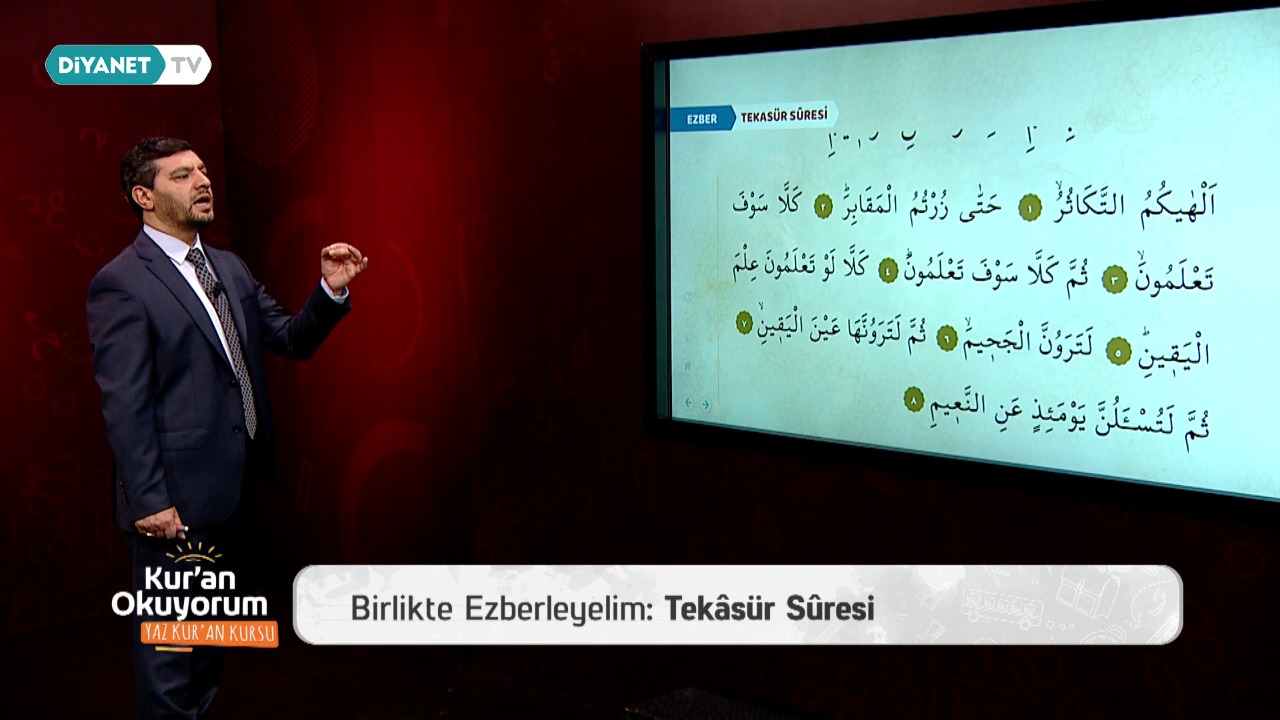 DİYANET TV
EZBER
TEKASÜR SÛRESİ
اَلْهٰيكُمُ التَّكَاثُرُۙ ١ حَتّٰى زُرْتُمُ الْمَقَابِرَۜ ٢ كَلَّا سَوْفَ
تَعْلَمُونَۙ ٣ ثُمَّ كَلَّا سَوْفَ تَعْلَمُونَۜ ٤ كَلَّا لَوْ تَعْلَمُونَ عِلْمَ
الْيَق۪ينِۜ ٥ لَتَرَوُنَّ الْجَح۪يمَۙ ٦ ثُمَّ لَتَرَوُنَّهَا عَيْنَ الْيَق۪ينِۙ ٧
ثُمَّ لَتُسْـَٔلُنَّ يَوْمَئِذٍ عَنِ النَّع۪يمِ ٨
Kur'an
Okuyorum
YAZ KUR'AN KURSU
Birlikte Ezberleyelim: Tekâsür Sûresi